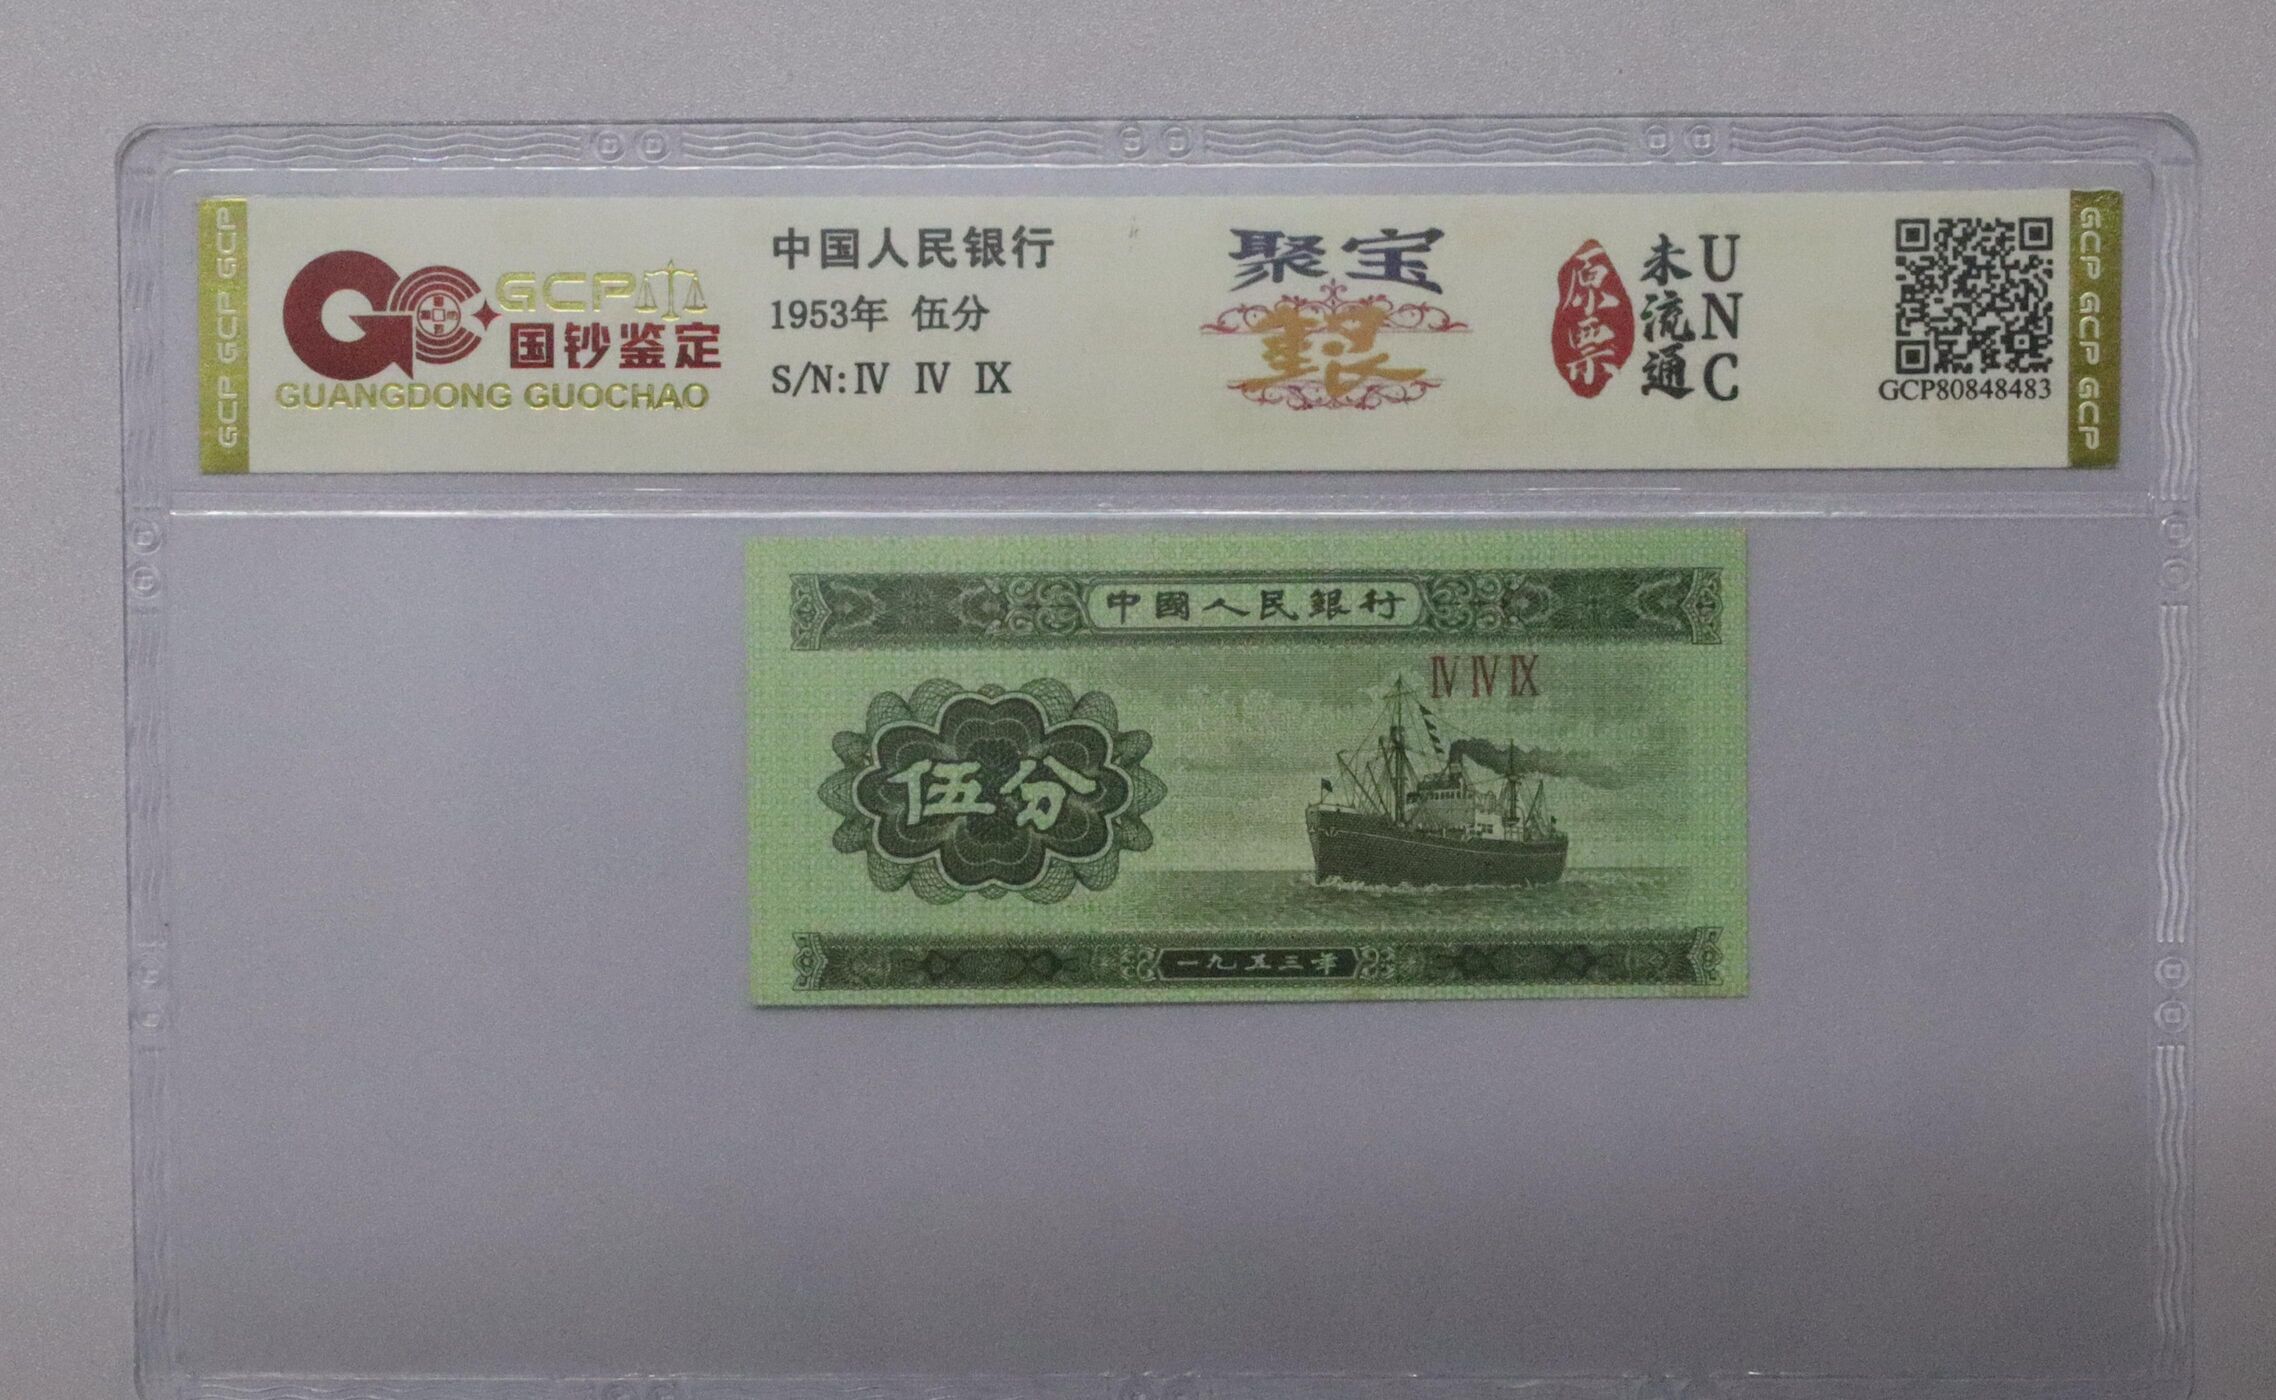 GCP GCP GCP
GC GCP
国钞鉴定
GUANGDONG GUOCHAO
中国人民银行
1953年 伍分
S/N: Ⅳ Ⅳ Ⅸ
聚宝
原票
未流通
UNC
GCP80848483
GCP GCP GCP
中國人民銀行
Ⅳ Ⅳ Ⅸ
伍分
一九五三年